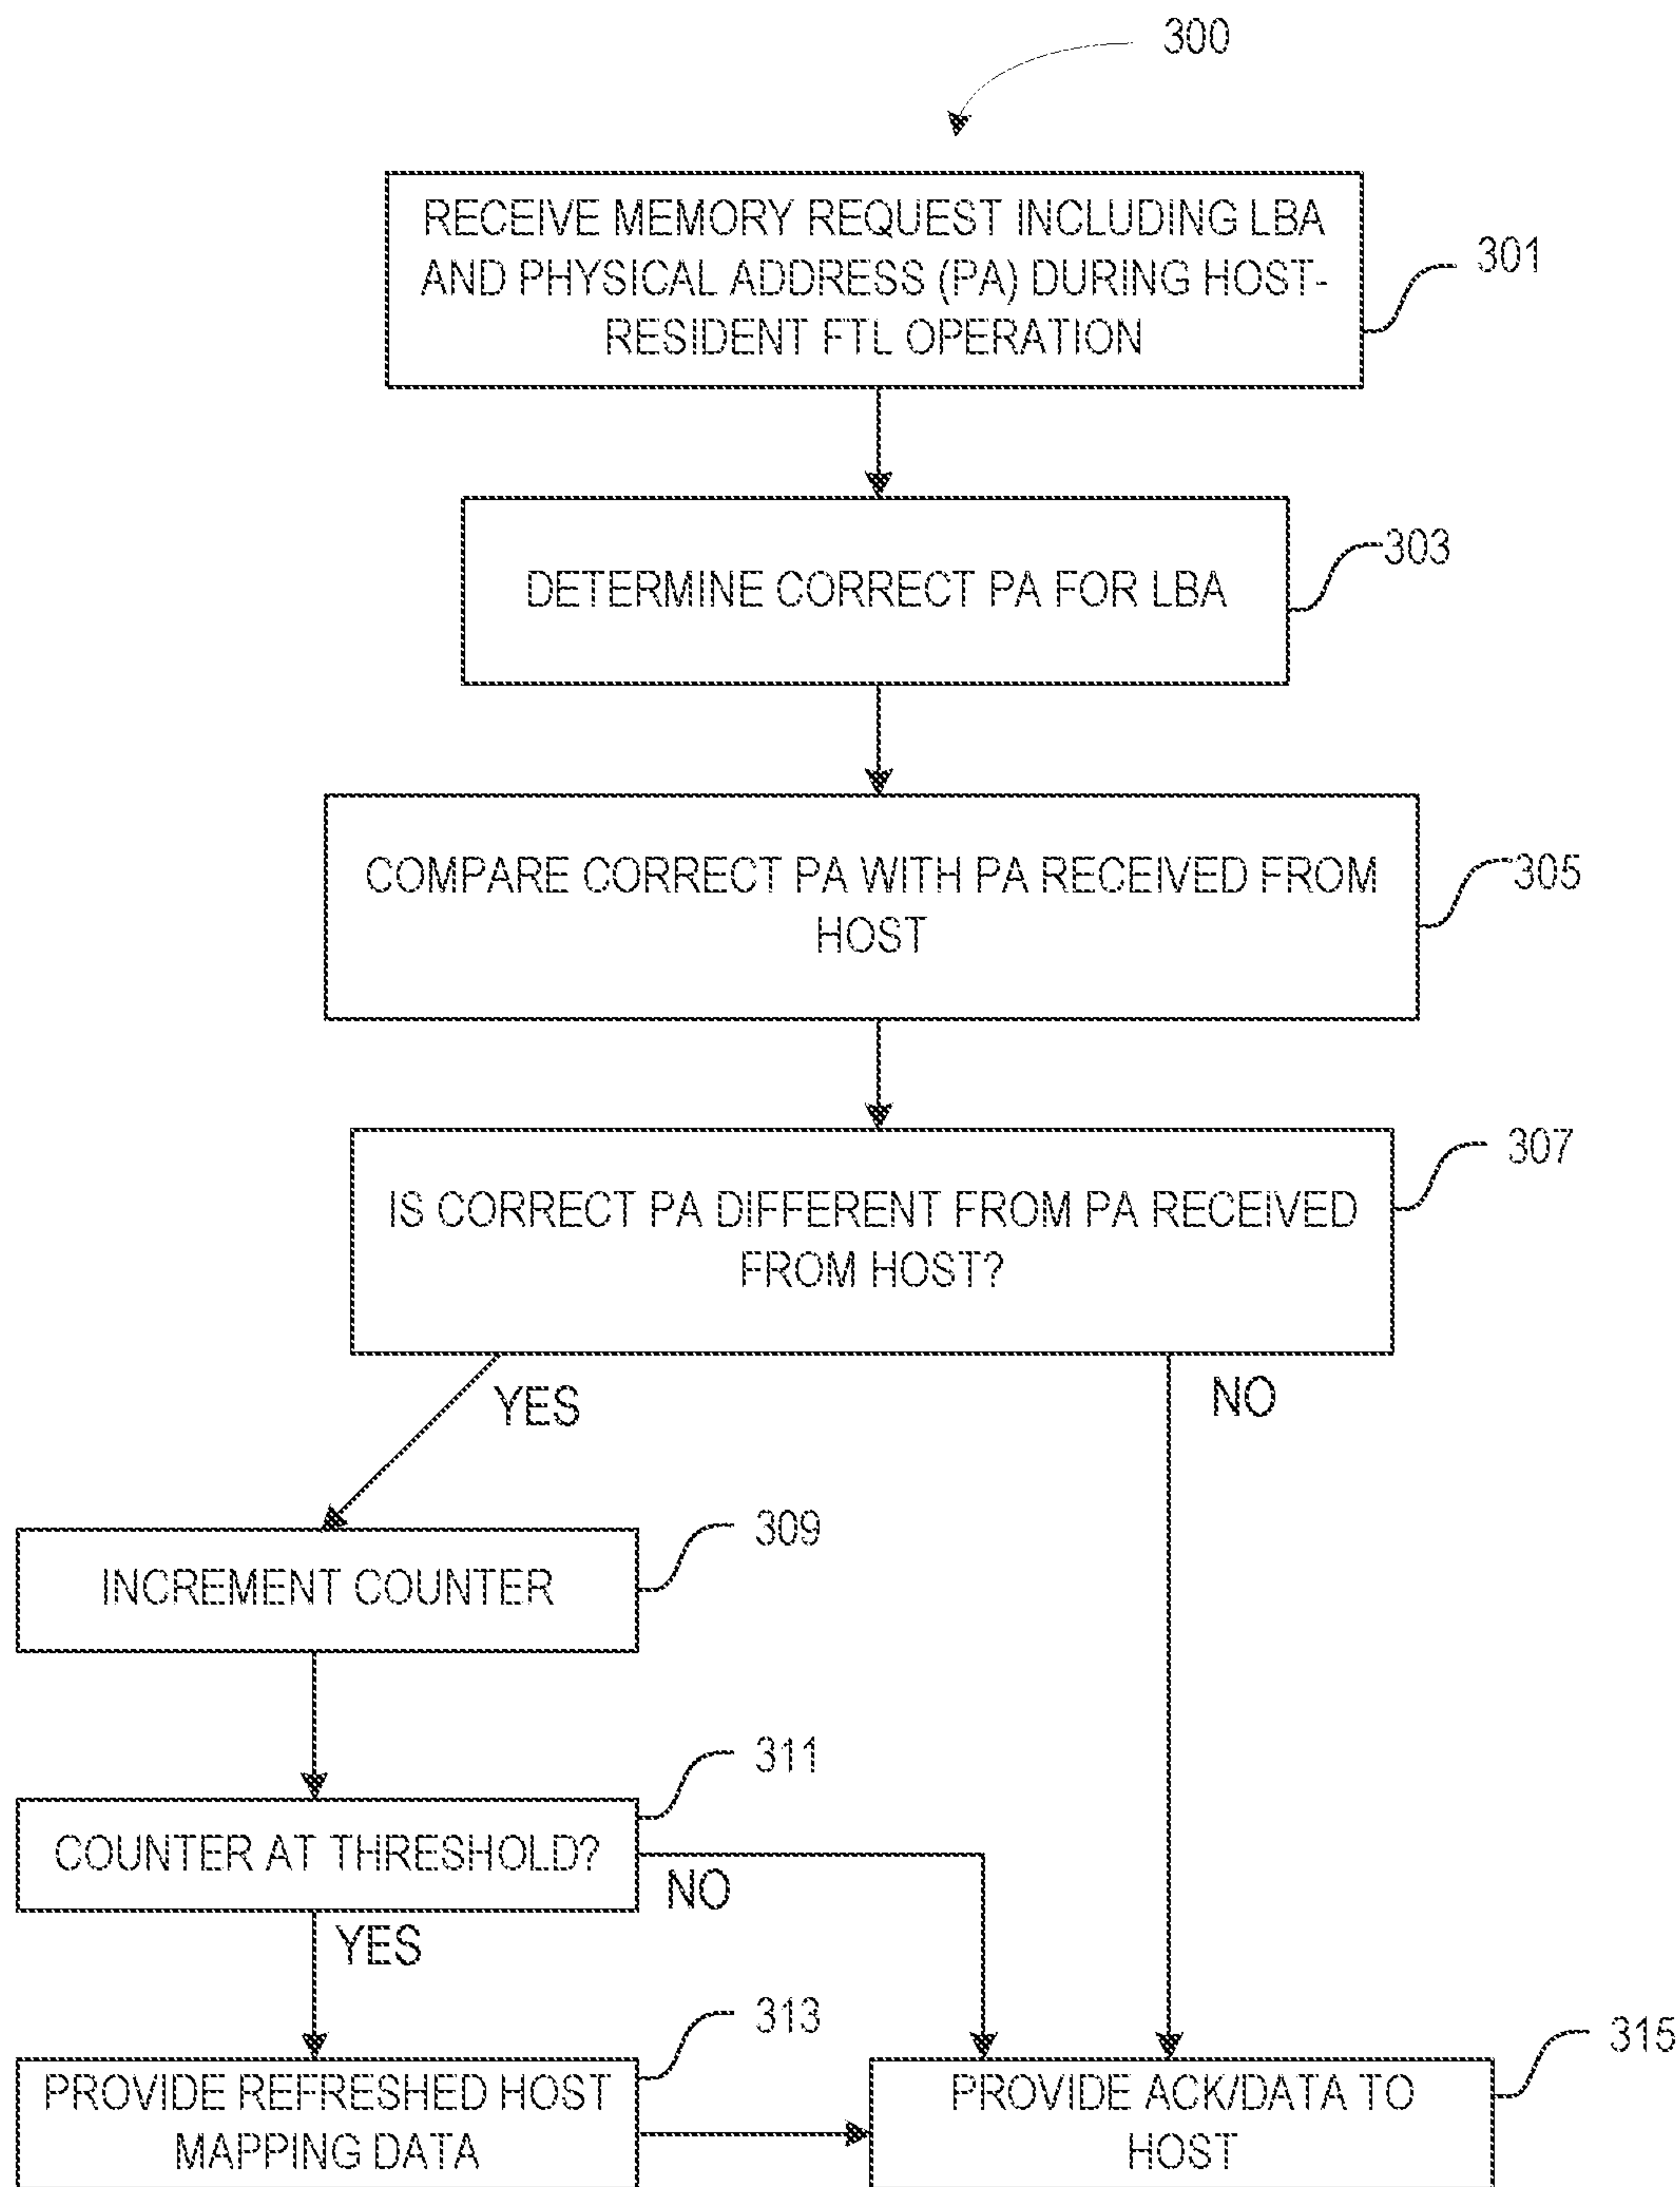 300
RECEIVE MEMORY REQUEST INCLUDING LBA
AND PHYSICAL ADDRESS (PA) DURING HOST-
RESIDENT FTL OPERATION
301
DETERMINE CORRECT PA FOR LBA
303
COMPARE CORRECT PA WITH PA RECEIVED FROM
HOST
305
IS CORRECT PA DIFFERENT FROM PA RECEIVED
FROM HOST?
307
YES
NO
INCREMENT COUNTER
309
COUNTER AT THRESHOLD?
311
NO
YES
PROVIDE REFRESHED HOST
MAPPING DATA
313
PROVIDE ACK/DATA TO
HOST
315